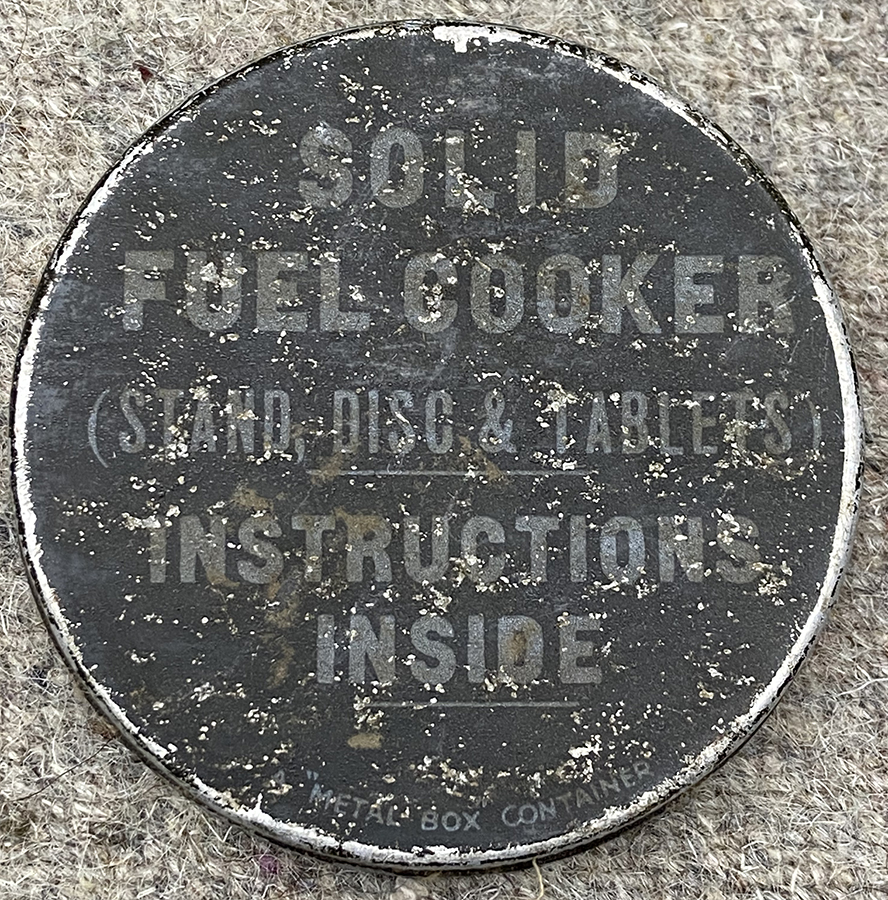 SOLID
FUEL COOKER
(STAND, DISC & TABLETS)
INSTRUCTIONS
INSIDE
A "METAL BOX CONTAINER